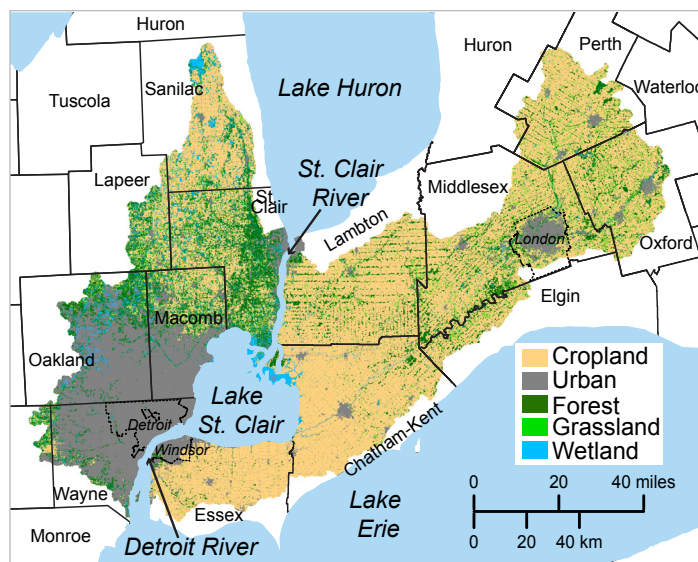 Huron
Huron
Perth
Waterloo
Tuscola
Sanilac
Lake Huron
Lapeer
St.
Clair
St. Clair
River
Middlesex
Lambton
London
Oxford
Elgin
Macomb
Oakland
Lake
St. Clair
Cropland
Urban
Forest
Grassland
Wetland
Detroit
Windsor
Chatham-Kent
Wayne
Essex
Lake
Erie
Monroe
Detroit River
0 20 40 miles
0 20 40 km